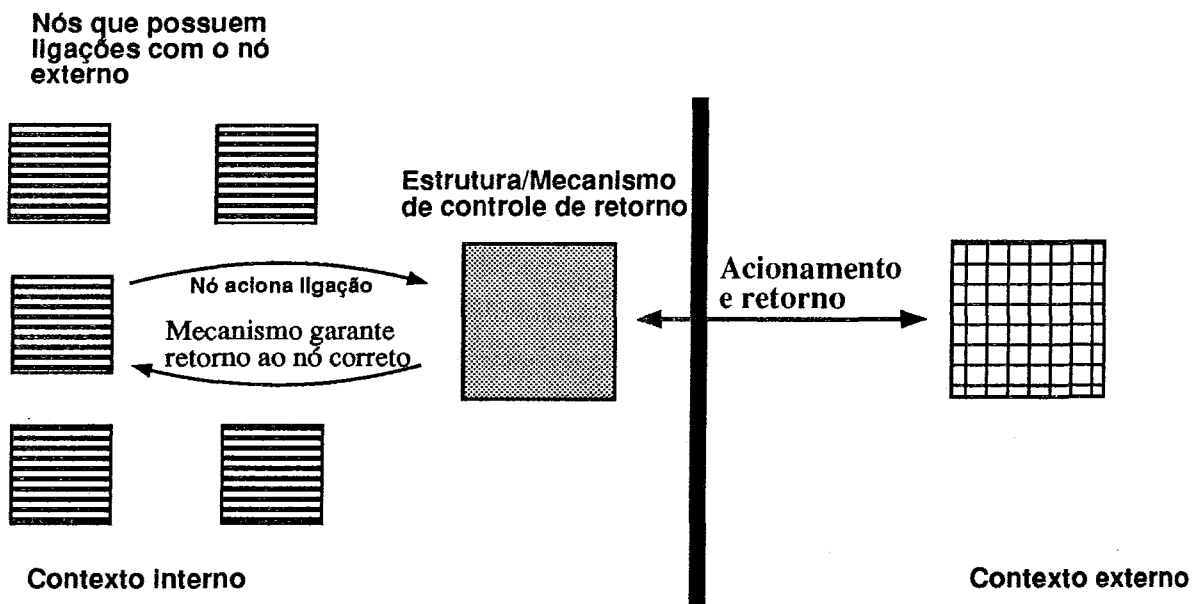 Nós que possuem
ligações com o nó
externo
Estrutura/Mecanismo
de controle de retorno
Nó aciona ligação
Mecanismo garante
retorno ao nó correto
Acionamento
e retorno
Contexto Interno
Contexto externo